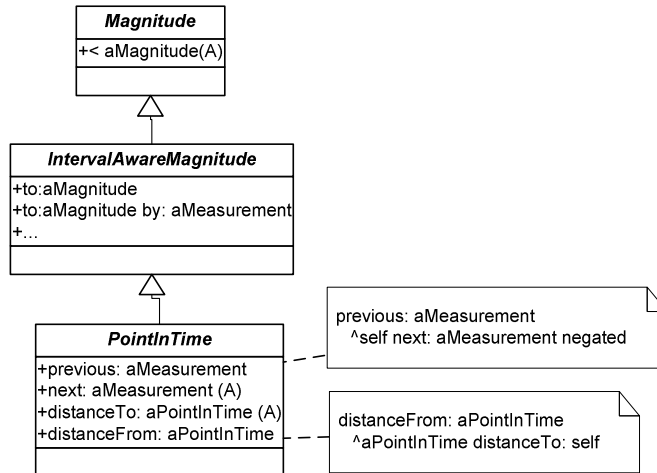 Magnitude
+< aMagnitude(A)
IntervalAwareMagnitude
+to:aMagnitude
+to:aMagnitude by: aMeasurement
+...
PointInTime
+previous: aMeasurement
+next: aMeasurement (A)
+distanceTo: aPointInTime (A)
+distanceFrom: aPointInTime
previous: aMeasurement
^self next: aMeasurement negated
distanceFrom: aPointInTime
^aPointInTime distanceTo: self